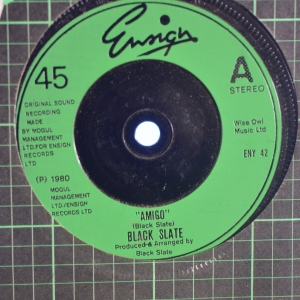 Ensign
45
A
STEREO
ORIGINAL SOUND
RECORDING
MADE
BY MOGUL
MANAGEMENT
LTD.FOR ENSIGN
RECORDS
LTD
Wise Owl
Music Ltd
ENY 42
(P) 1980
MOGUL
MANAGEMENT
LTD./ENSIGN
RECORDS LTD
"AMIGO"
(Black Slate)
BLACK SLATE
Produced & Arranged by
Black Slate